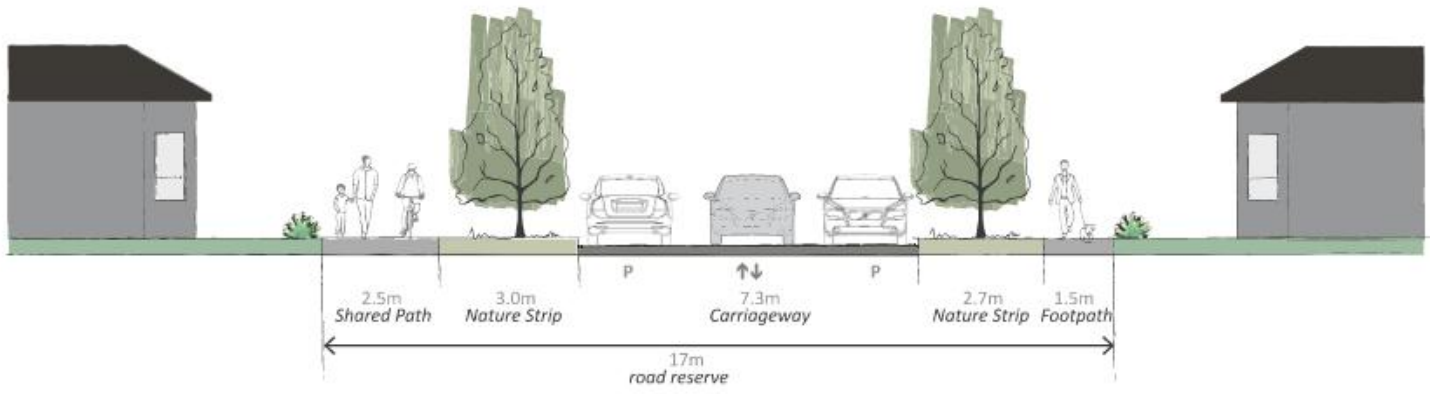 P ↑↓ P
2.5m 3.0m 7.3m 2.7m 1.5m
Shared Path Nature Strip Carriageway Nature Strip Footpath
17m
road reserve